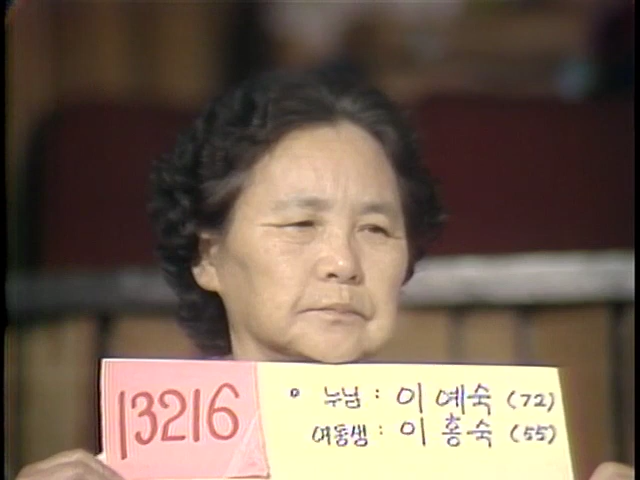 13216
○ 누님 : 이 예숙 (72)
여동생 : 이 홍숙 (55)